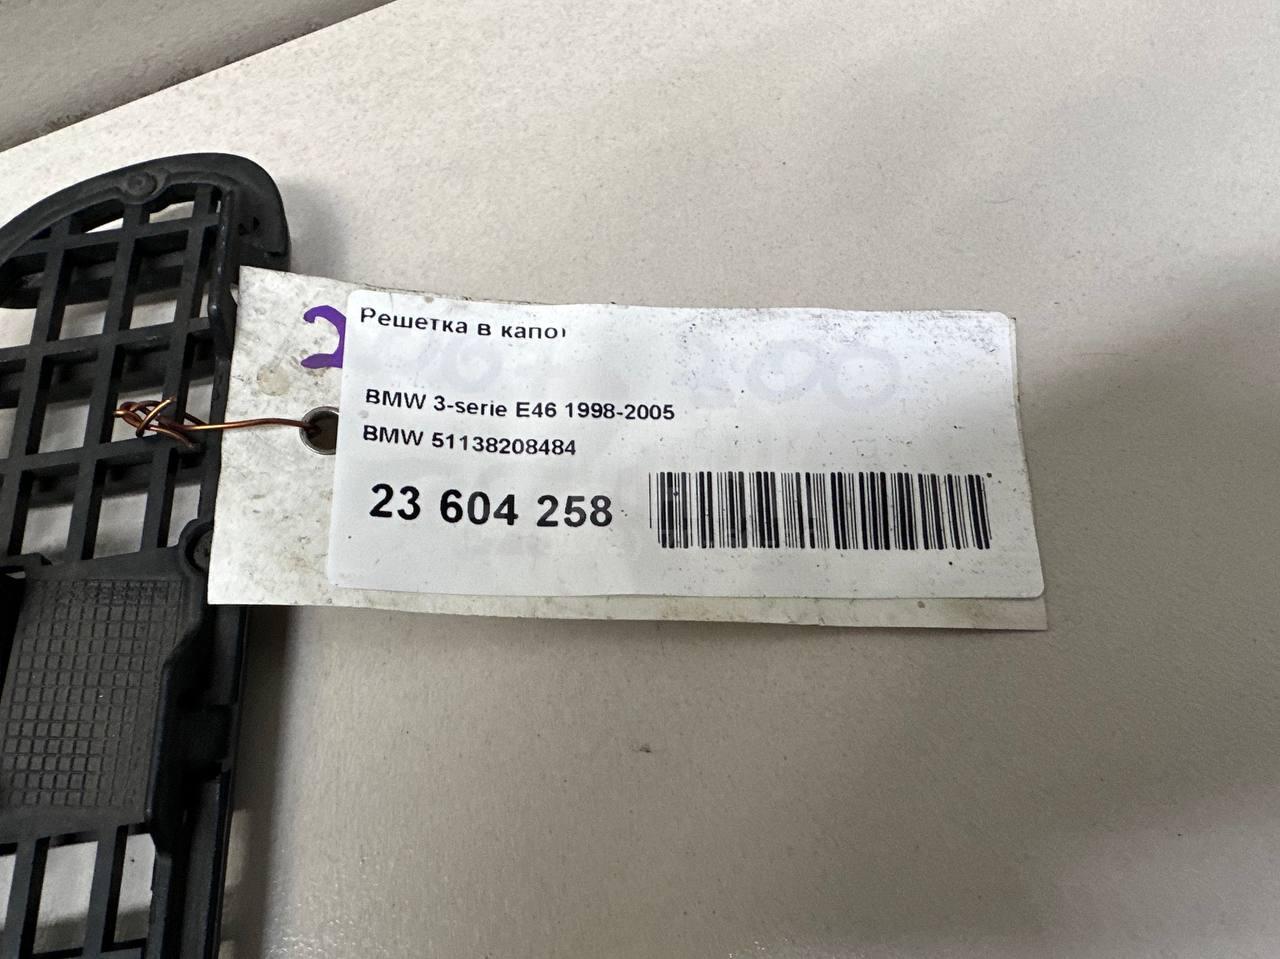 Решетка в капот
BMW 3-serie E46 1998-2005
BMW 51138208484
23 604 258